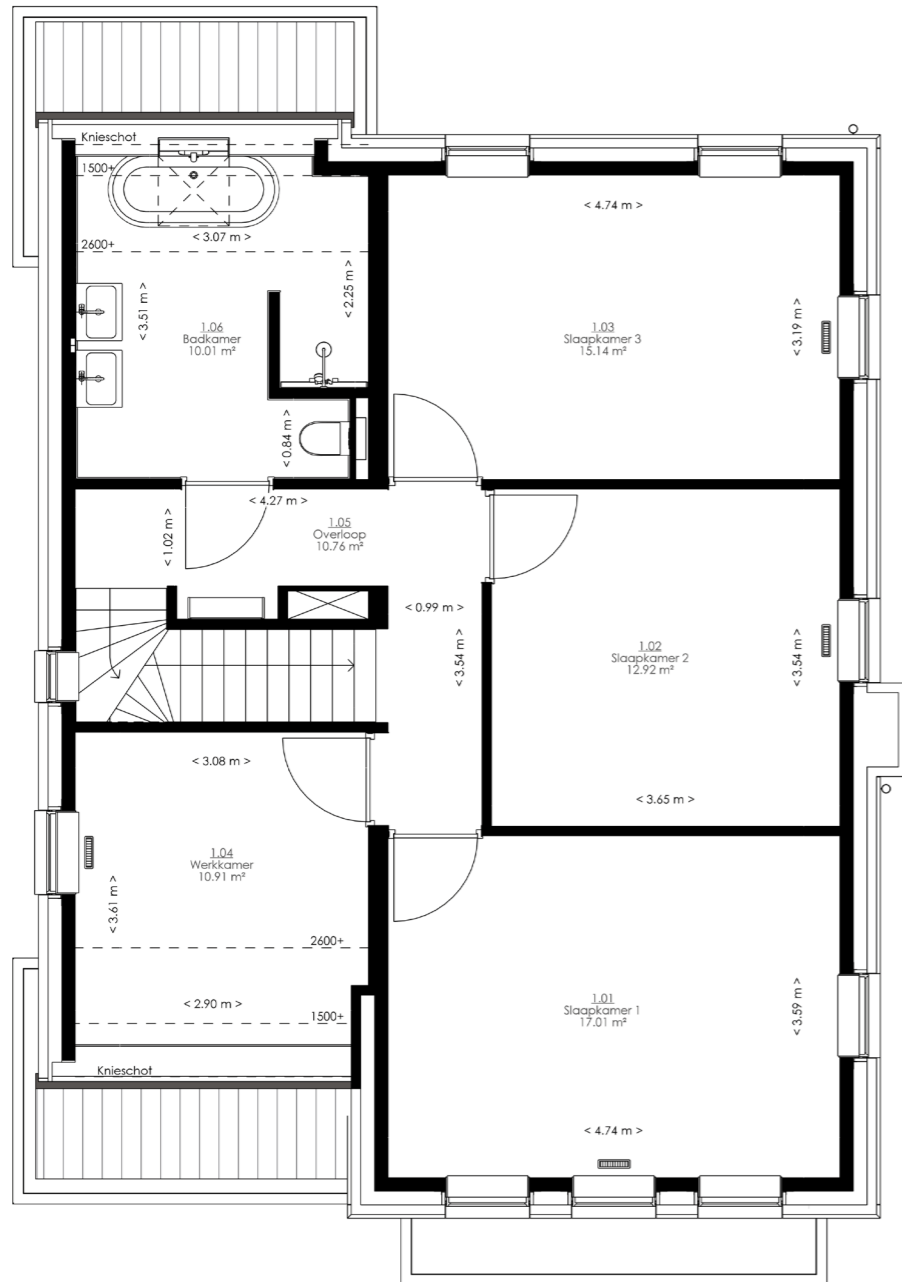 Knieschot
1500+
< 3.07 m >
2600+
< 3.51 m >
< 2.25 m >
1.06
Badkamer
10.01 m²
< 0.84 m >
< 4.74 m >
1.03
Slaapkamer 3
15.14 m²
< 3.19 m >
< 4.27 m >
< 1.02 m >
1.05
Overloop
10.76 m²
< 0.99 m >
< 3.54 m >
1.02
Slaapkamer 2
12.92 m²
< 3.54 m >
< 3.65 m >
< 3.08 m >
1.04
Werkkamer
10.91 m²
< 3.61 m >
2600+
< 2.90 m >
1500+
Knieschot
1.01
Slaapkamer 1
17.01 m²
< 3.59 m >
< 4.74 m >